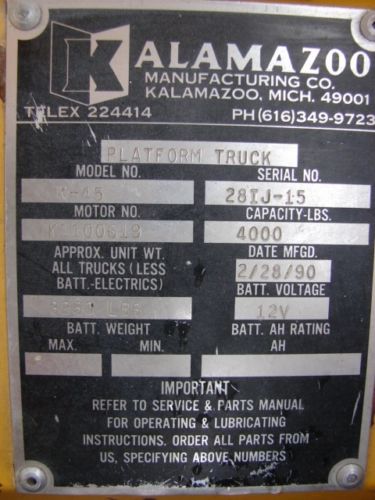 KALAMAZOO
MANUFACTURING CO.
KALAMAZOO, MICH. 49001
TELEX 224414 PH (616) 349-9723
PLATFORM TRUCK
MODEL NO. SERIAL NO.
28IJ-15
MOTOR NO. CAPACITY-LBS.
4000
APPROX. UNIT WT. DATE MFGD.
ALL TRUCKS (LESS 2/28/90
BATT.-ELECTRICS) BATT. VOLTAGE
LBS 12V
BATT. WEIGHT BATT. AH RATING
MAX. MIN. AH
IMPORTANT
REFER TO SERVICE & PARTS MANUAL
FOR OPERATING & LUBRICATING
INSTRUCTIONS. ORDER ALL PARTS FROM
US, SPECIFYING ABOVE NUMBERS